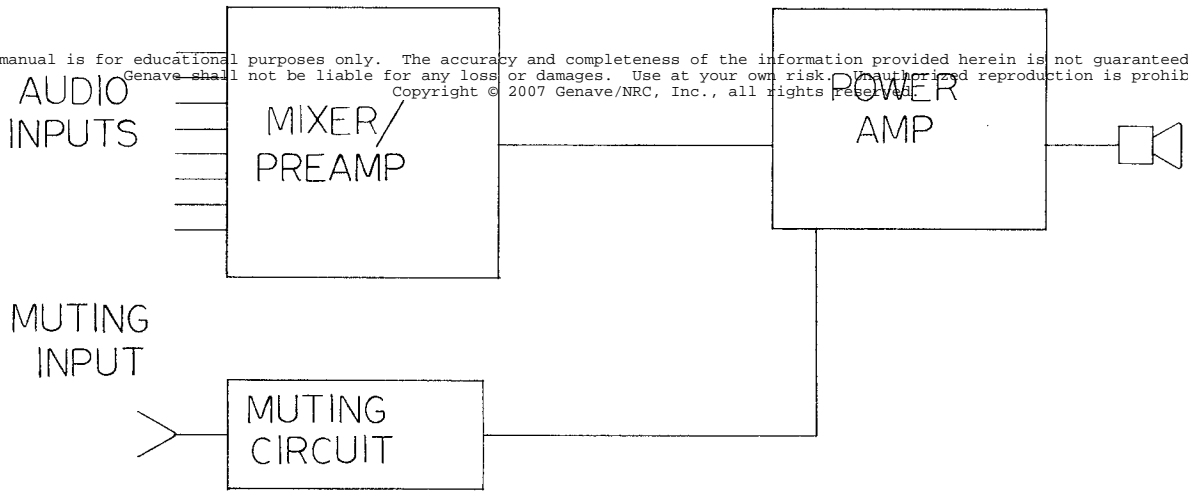 manual is for educational purposes only. The accuracy and completeness of the information provided herein is not guaranteed
Genave shall not be liable for any loss or damages. Use at your own risk. Unauthorized reproduction is prohib
Copyright © 2007 Genave/NRC, Inc., all rights reserved.
AUDIO
INPUTS
MIXER/
PREAMP
POWER
AMP
MUTING
INPUT
MUTING
CIRCUIT